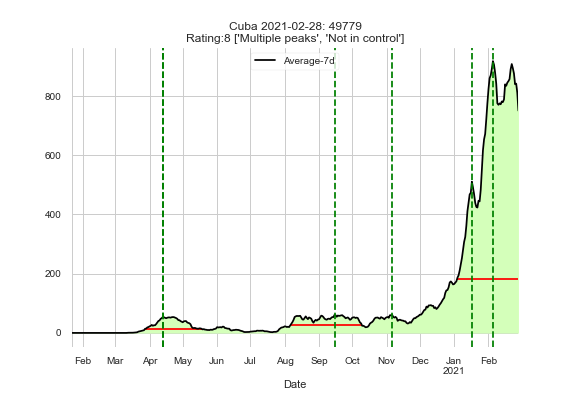 Cuba 2021-02-28: 49779
Rating:8 ['Multiple peaks', 'Not in control']
Average-7d
800
600
400
200
0
Feb Mar Apr May Jun Jul Aug Sep Oct Nov Dec Jan Feb
2021
Date